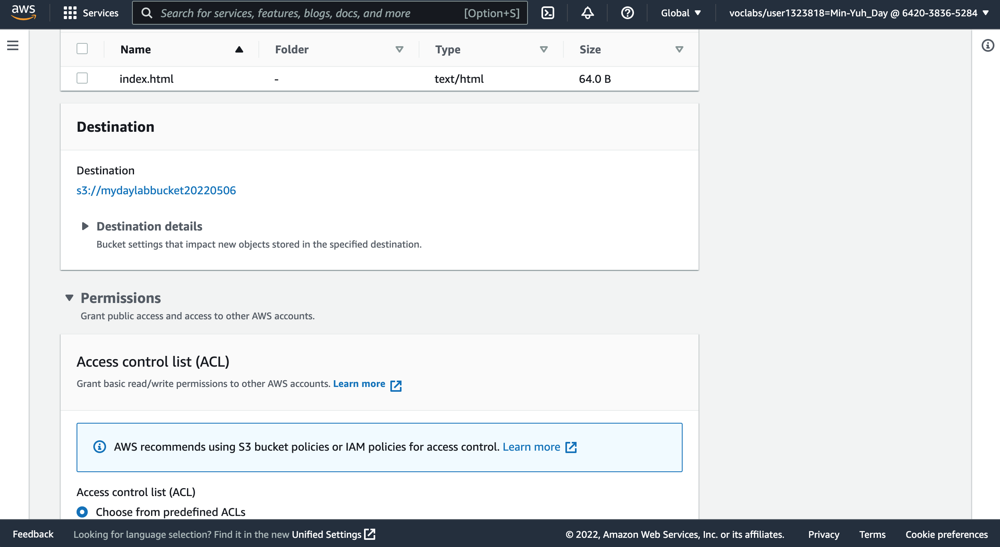 aws
Services
Search for services, features, blogs, docs, and more
[Option+S]
Global
voclabs/user1323818=Min-Yuh_Day @ 6420-3836-5284
Name
Folder
Type
Size
index.html
-
text/html
64.0 B
Destination
Destination
s3://mydaylabbucket20220506
Destination details
Bucket settings that impact new objects stored in the specified destination.
Permissions
Grant public access and access to other AWS accounts.
Access control list (ACL)
Grant basic read/write permissions to other AWS accounts. Learn more
AWS recommends using S3 bucket policies or IAM policies for access control. Learn more
Access control list (ACL)
Choose from predefined ACLs
Feedback
Looking for language selection? Find it in the new Unified Settings
© 2022, Amazon Web Services, Inc. or its affiliates.
Privacy
Terms
Cookie preferences